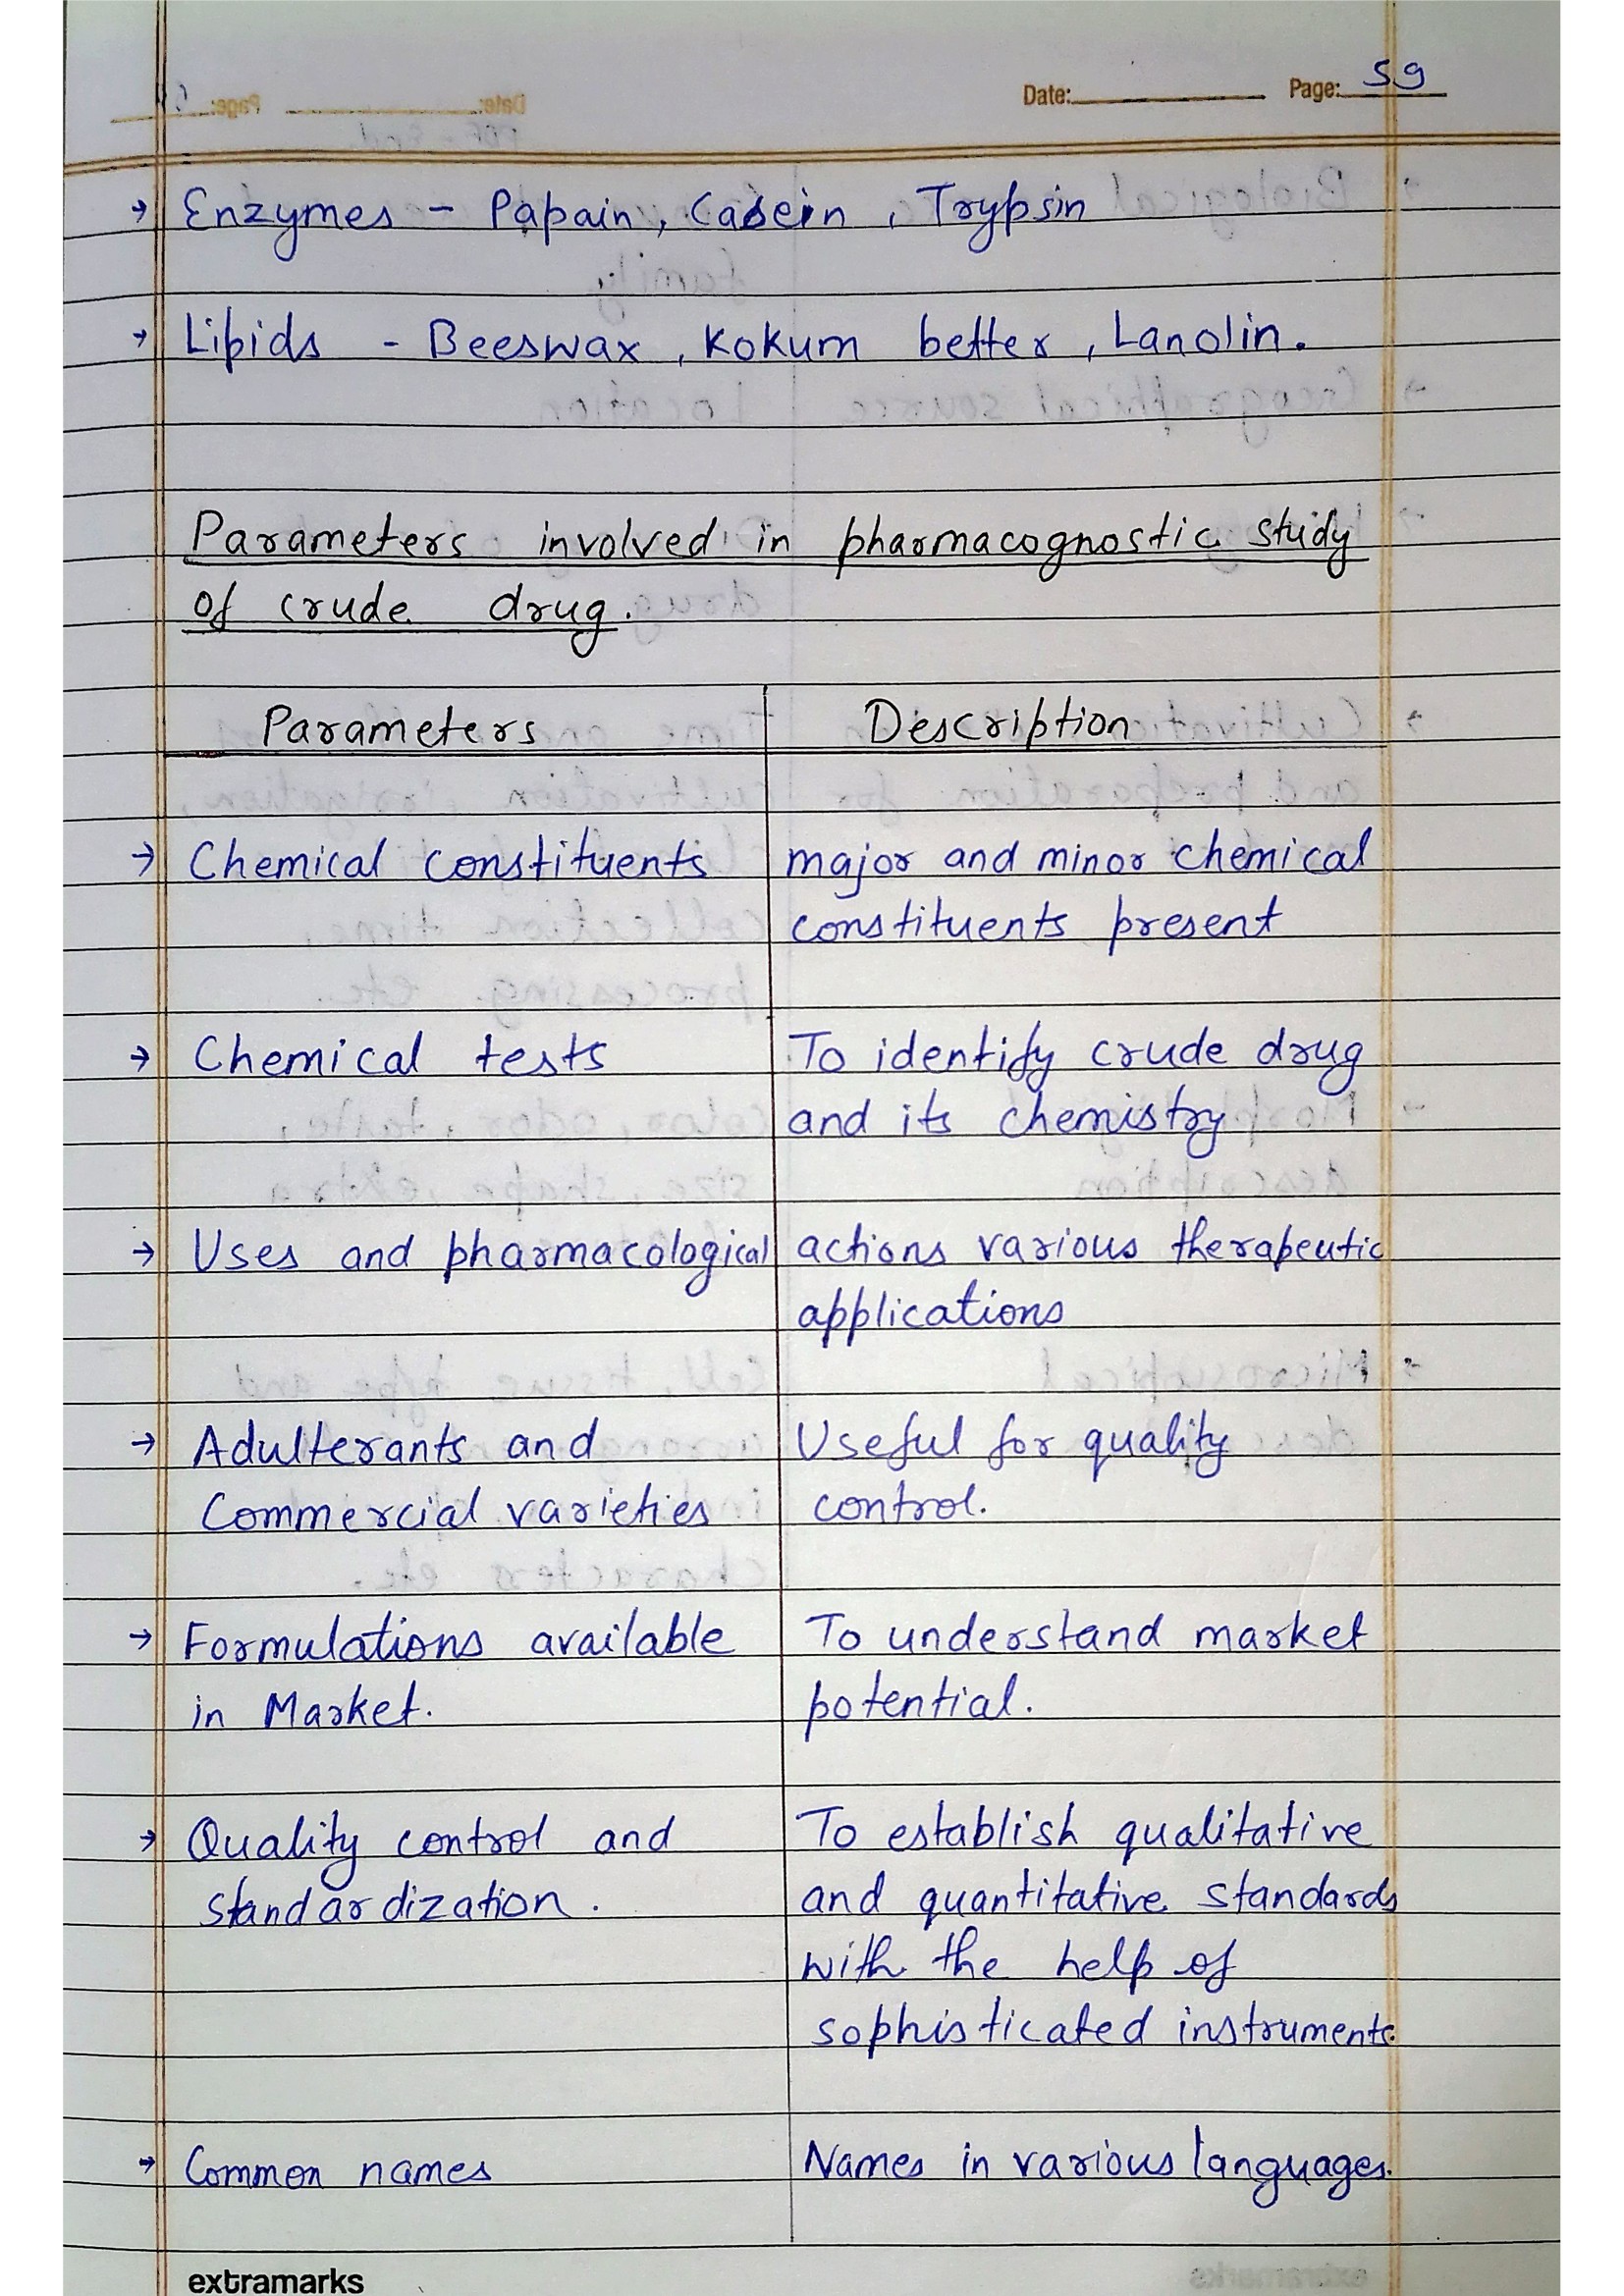 Date: Page: 59
→ Enzymes - Papain, Casein, Trypsin
→ Lipids - Beeswax, Kokum better, Lanolin.
Parameters involved in pharmacognostic study
of crude drug.
Parameters Description
→ Chemical constituents major and minor chemical
constituents present
→ Chemical tests To identify crude drug
and its chemistry
→ Uses and pharmacological actions various therapeutic
applications
→ Adulterants and Useful for quality
Commercial varieties control.
→ Formulations available To understand market
in Market. potential.
→ Quality control and To establish qualitative
standardization. and quantitative standards
with the help of
sophisticated instruments.
→ Common names Names in various languages.
extramarks